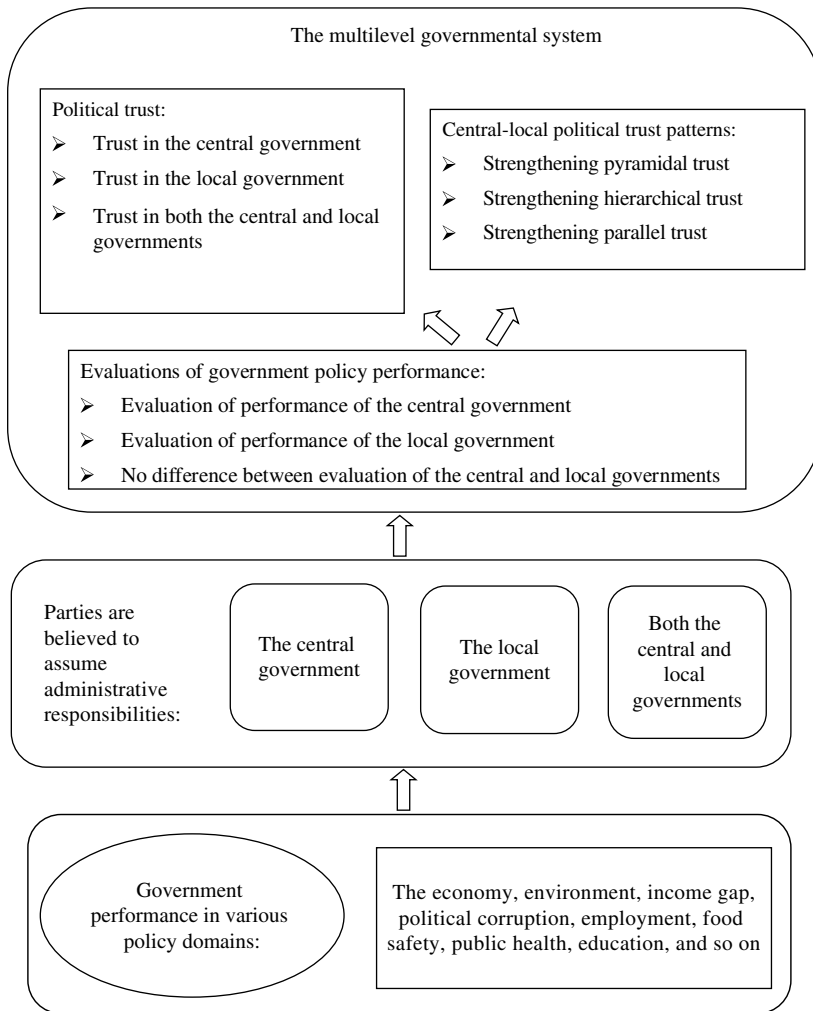 The multilevel governmental system
Political trust:
➢ Trust in the central government
➢ Trust in the local government
➢ Trust in both the central and local
governments
Central-local political trust patterns:
➢ Strengthening pyramidal trust
➢ Strengthening hierarchical trust
➢ Strengthening parallel trust
Evaluations of government policy performance:
➢ Evaluation of performance of the central government
➢ Evaluation of performance of the local government
➢ No difference between evaluation of the central and local governments
Parties are
believed to
assume
administrative
responsibilities:
The central
government
The local
government
Both the
central and
local
governments
Government
performance in various
policy domains:
The economy, environment, income gap,
political corruption, employment, food
safety, public health, education, and so on